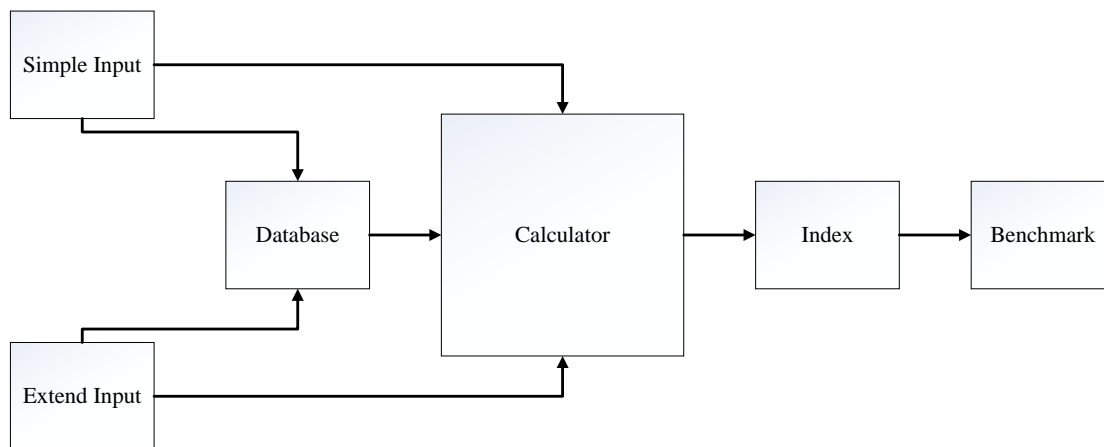 Simple Input
Database
Calculator
Index
Benchmark
Extend Input